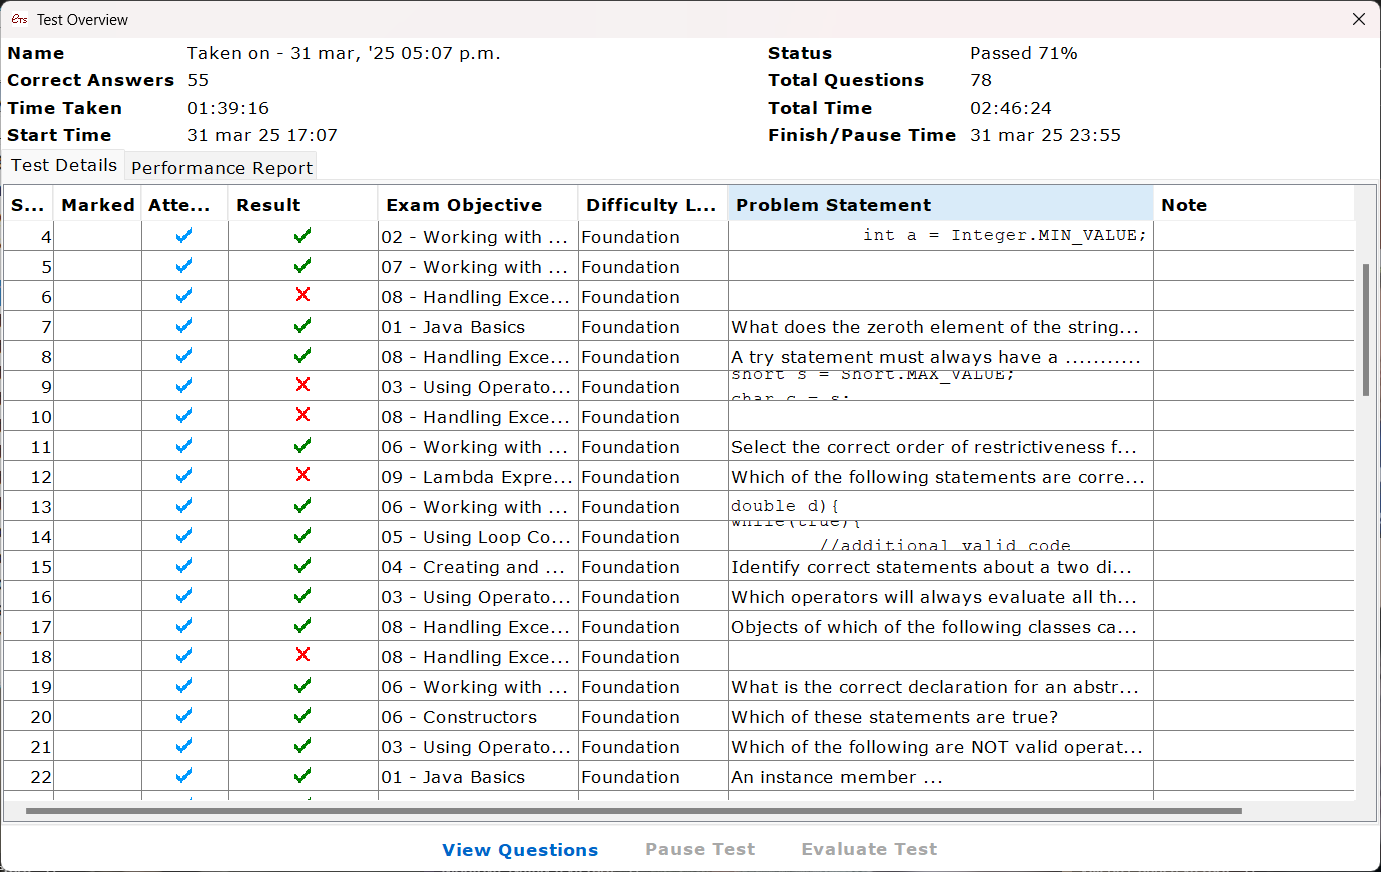 ETS Test Overview
Name Taken on - 31 mar, '25 05:07 p.m. Status Passed 71%
Correct Answers 55 Total Questions 78
Time Taken 01:39:16 Total Time 02:46:24
Start Time 31 mar 25 17:07 Finish/Pause Time 31 mar 25 23:55
Test Details Performance Report
S... Marked Atte... Result Exam Objective Difficulty L... Problem Statement Note
4 02 - Working with ... Foundation int a = Integer.MIN_VALUE;
5 07 - Working with ... Foundation
6 08 - Handling Exce... Foundation
7 01 - Java Basics Foundation What does the zeroth element of the string...
8 08 - Handling Exce... Foundation A try statement must always have a ...........
9 03 - Using Operato... Foundation short s = Short.MAX_VALUE;
char c = s;
10 08 - Handling Exce... Foundation
11 06 - Working with ... Foundation Select the correct order of restrictiveness f...
12 09 - Lambda Expre... Foundation Which of the following statements are corre...
13 06 - Working with ... Foundation double d){
14 05 - Using Loop Co... Foundation while(true){
//additional valid code
15 04 - Creating and ... Foundation Identify correct statements about a two di...
16 03 - Using Operato... Foundation Which operators will always evaluate all th...
17 08 - Handling Exce... Foundation Objects of which of the following classes ca...
18 08 - Handling Exce... Foundation
19 06 - Working with ... Foundation What is the correct declaration for an abstr...
20 06 - Constructors Foundation Which of these statements are true?
21 03 - Using Operato... Foundation Which of the following are NOT valid operat...
22 01 - Java Basics Foundation An instance member ...
View Questions Pause Test Evaluate Test